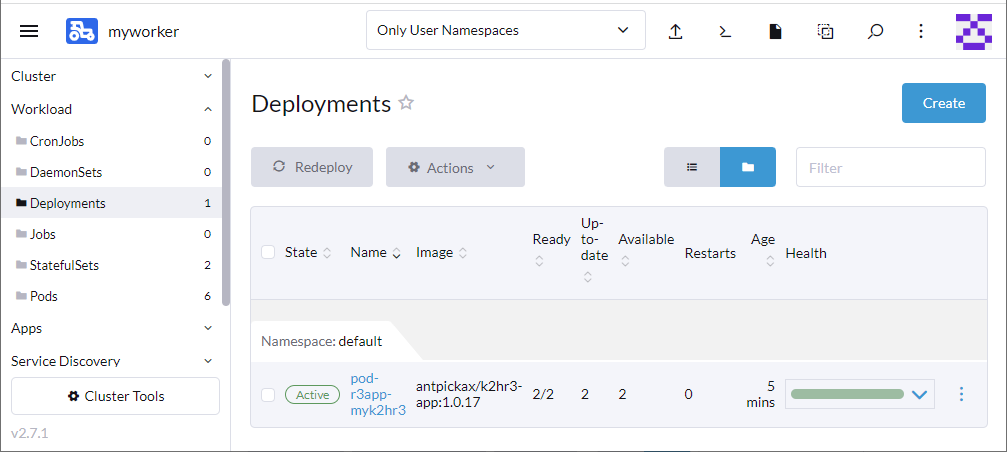 myworker
Only User Namespaces
Cluster
Workload
CronJobs 0
DaemonSets 0
Deployments 1
Jobs 0
StatefulSets 2
Pods 6
Apps
Service Discovery
Cluster Tools
v2.7.1
Deployments
Create
Redeploy
Actions
Filter
State Name Image Ready Up-
to-
date Available Restarts Age Health
Namespace: default
Active
pod-
r3app-
myk2hr3
antpickax/k2hr3-
app:1.0.17
2/2 2 2 0
5
mins